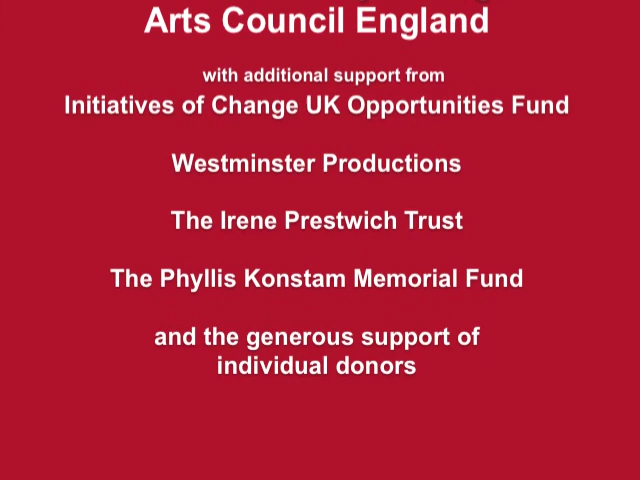 Arts Council England
with additional support from
Initiatives of Change UK Opportunities Fund
Westminster Productions
The Irene Prestwich Trust
The Phyllis Konstam Memorial Fund
and the generous support of
individual donors